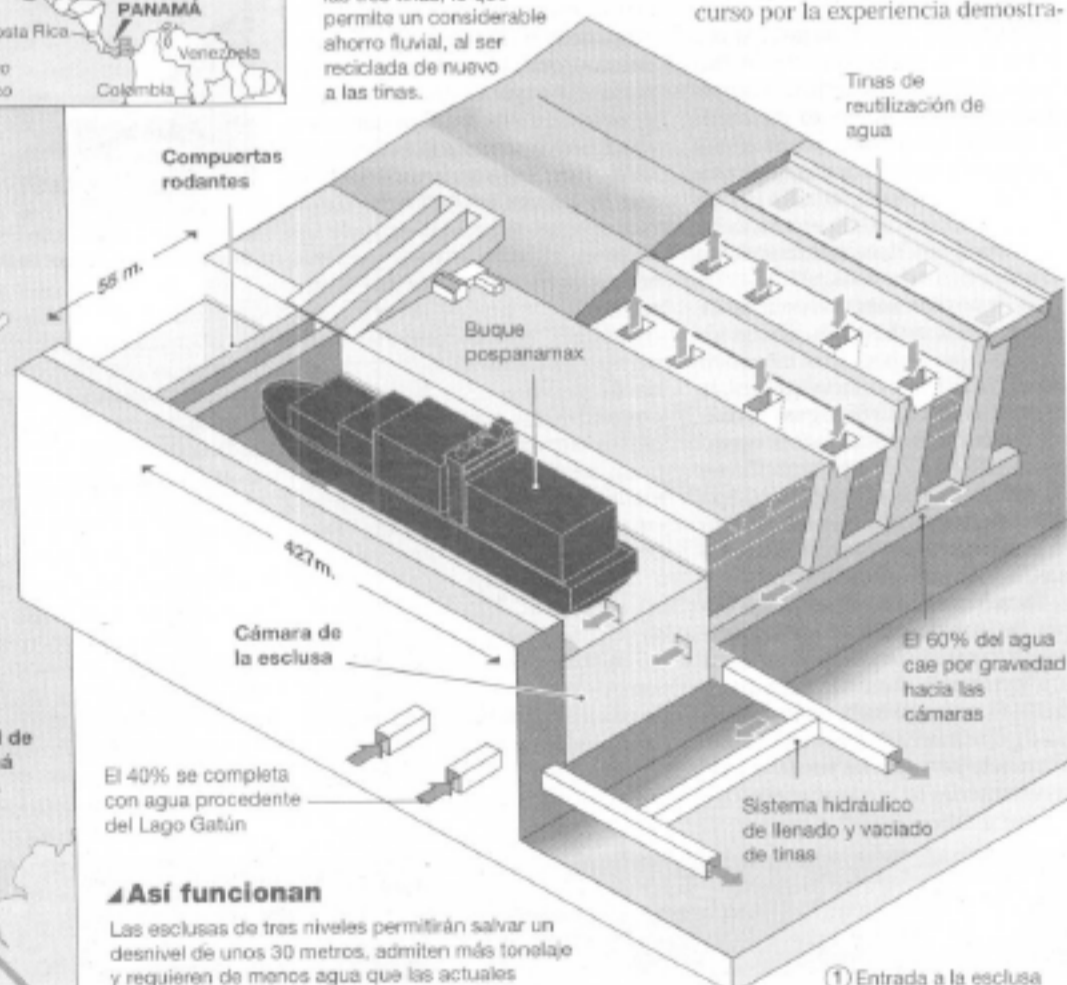 PANAMÁ
osta Rica
Venezuela
Colombia
permite un considerable
ahorro fluvial, al ser
reciclada de nuevo
a las tinas.
curso por la experiencia demostra-
Tinas de
reutilización de
agua
Compuertas
rodantes
55 m.
Buque
pospanamax
427 m.
Cámara de
la esclusa
El 60% del agua
cae por gravedad
hacia las
cámaras
El 40% se completa
con agua procedente
del Lago Gatún
Sistema hidráulico
de llenado y vaciado
de tinas
Así funcionan
Las esclusas de tres niveles permitirán salvar un
desnivel de unos 30 metros, admiten más tonelaje
y requieren de menos agua que las actuales
① Entrada a la esclusa